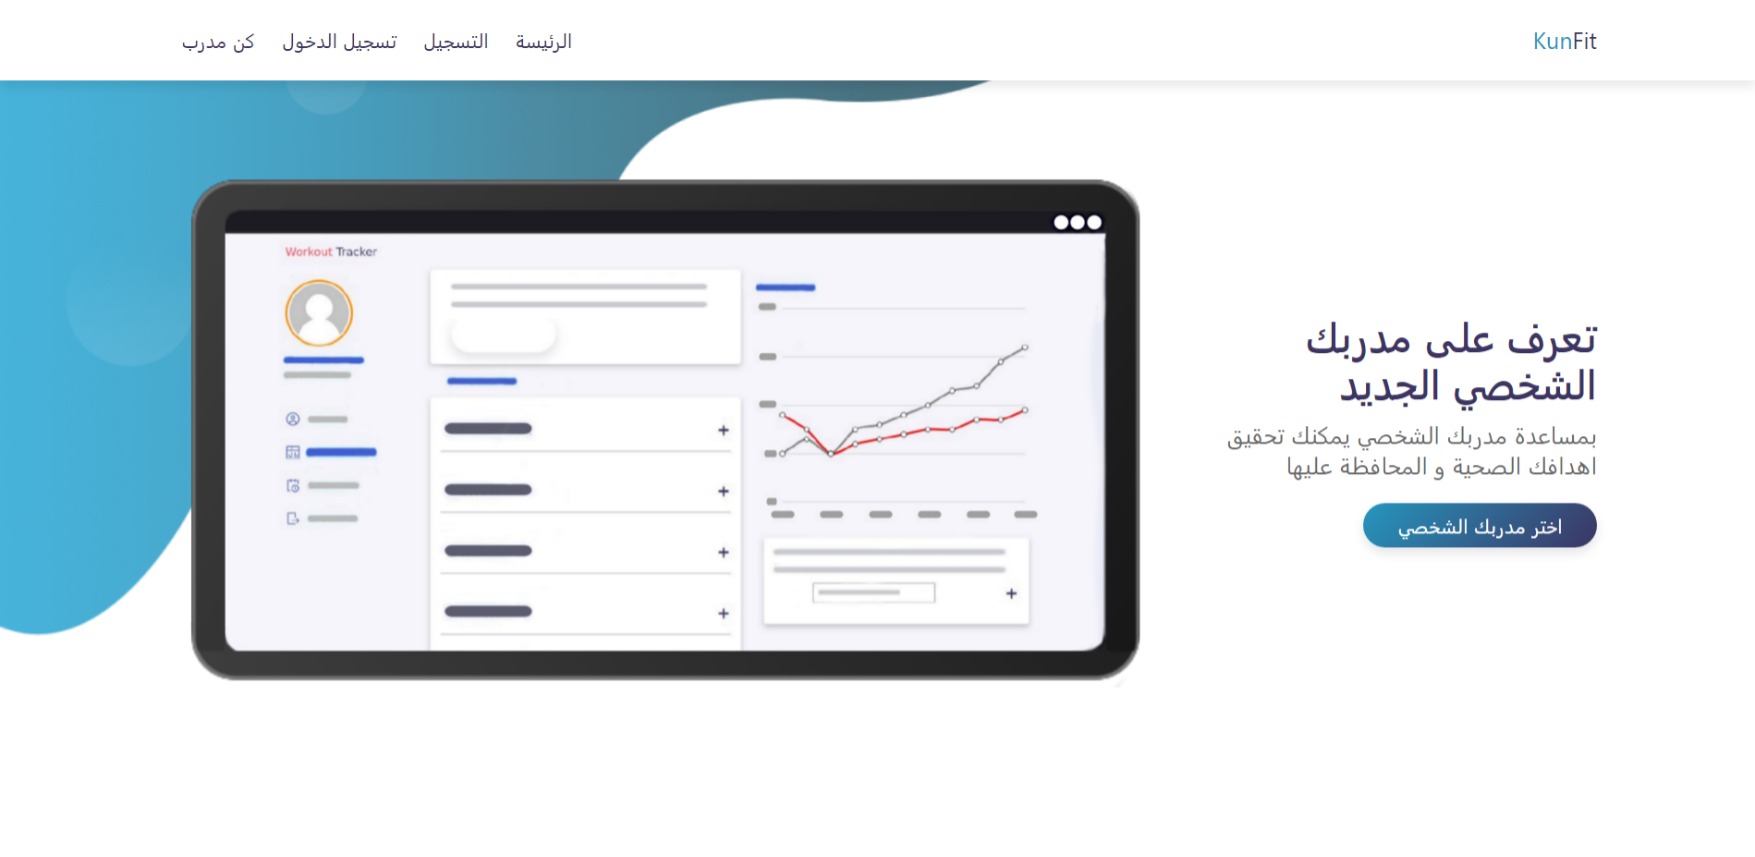 KunFit
الرئيسة
التسجيل
تسجيل الدخول
كن مدرب
تعرف على مدربك
الشخصي الجديد
بمساعدة مدربك الشخصي يمكنك تحقيق
اهدافك الصحية و المحافظة عليها
اختر مدربك الشخصي
Workout Tracker